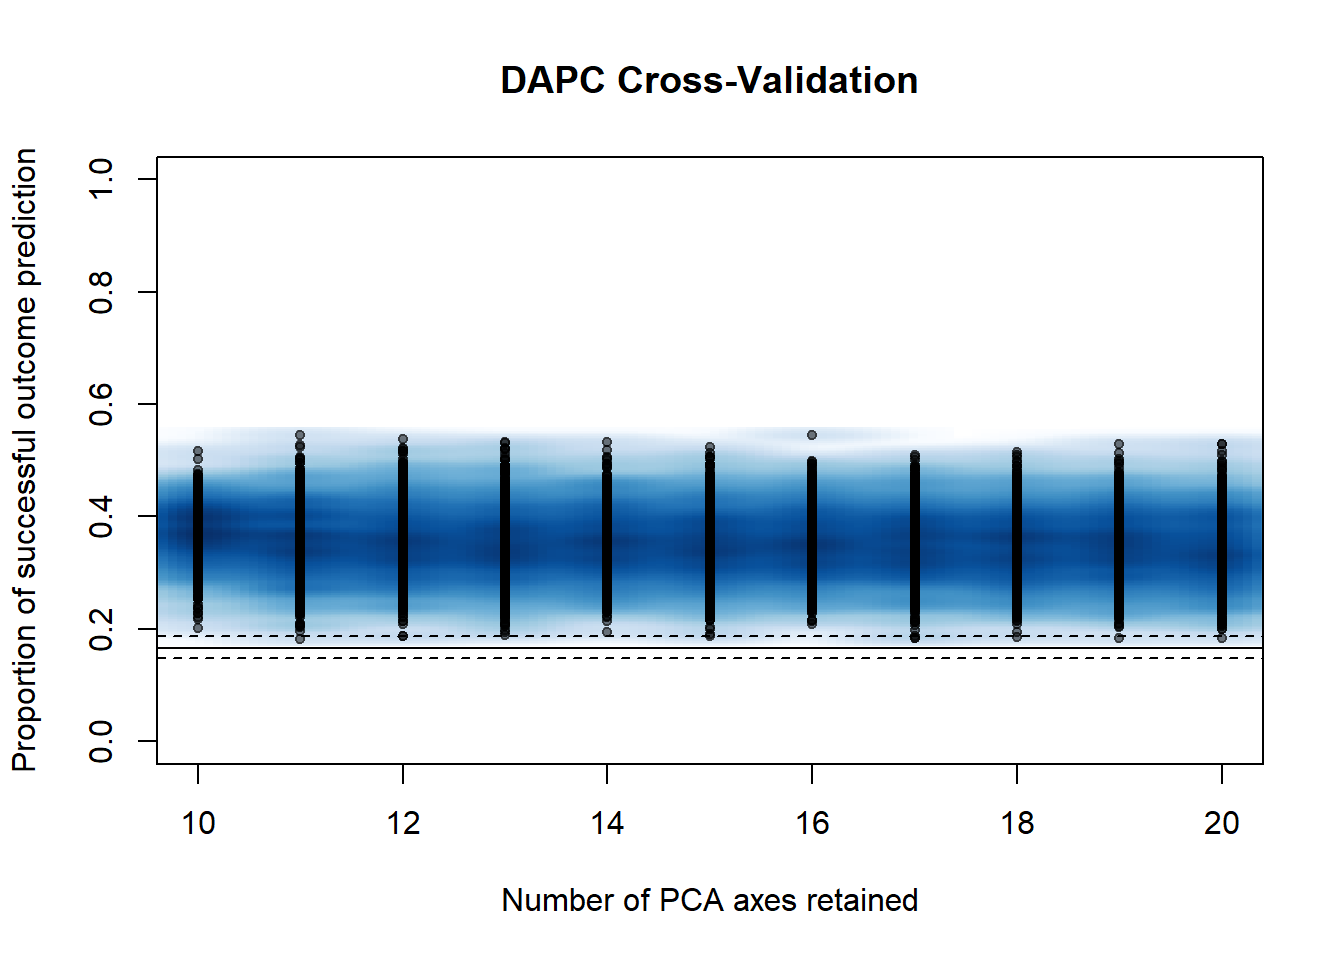 DAPC Cross-Validation
Proportion of successful outcome prediction
1.0
0.8
0.6
0.4
0.2
0.0
10 12 14 16 18 20
Number of PCA axes retained